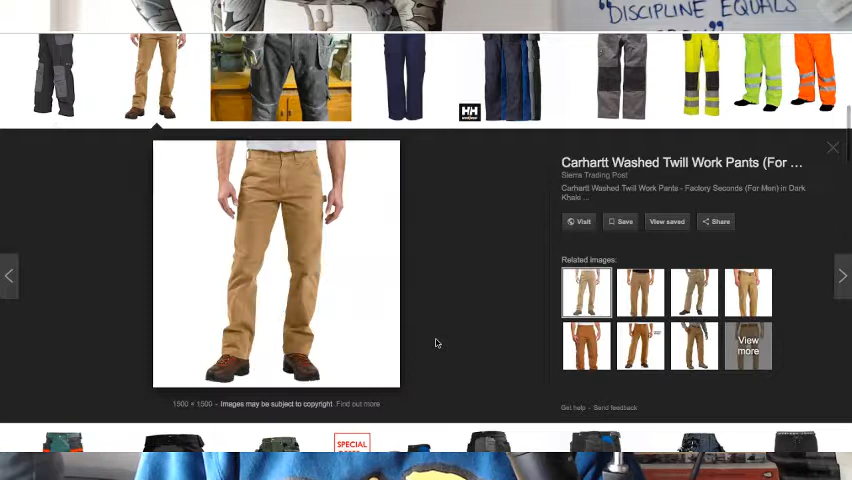 "DISCIPLINE EQUALS
HH
Carhartt Washed Twill Work Pants (For ...
Sierra Trading Post
Carhartt Washed Twill Work Pants - Factory Seconds (For Men) in Dark
Khaki ...
Visit
Save
View saved
Share
Related images:
View
more
1500 × 1500 - Images may be subject to copyright. Find out more
Get help - Send feedback
SPECIAL